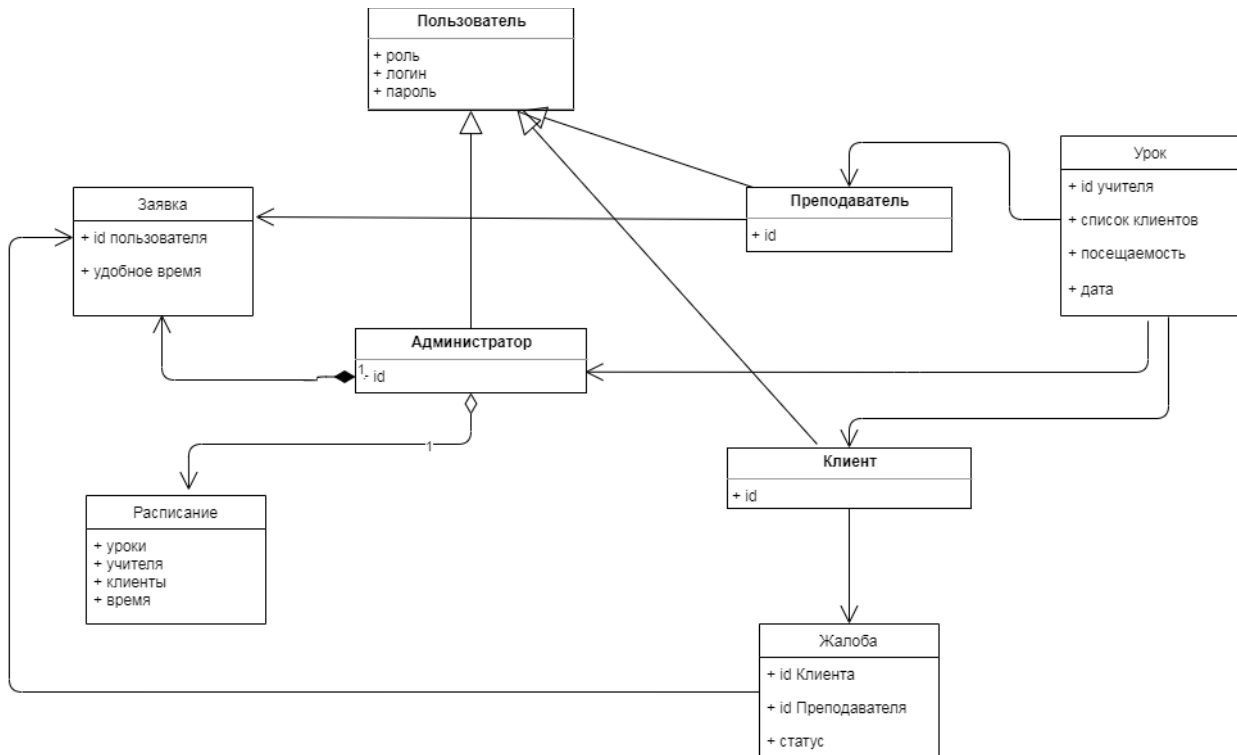 Пользователь
+ роль
+ логин
+ пароль
Урок
+ id учителя
+ список клиентов
+ посещаемость
+ дата
Заявка
+ id пользователя
+ удобное время
Преподаватель
+ id
Администратор
1
- id
1
Клиент
+ id
Расписание
+ уроки
+ учителя
+ клиенты
+ время
Жалоба
+ id Клиента
+ id Преподавателя
+ статус